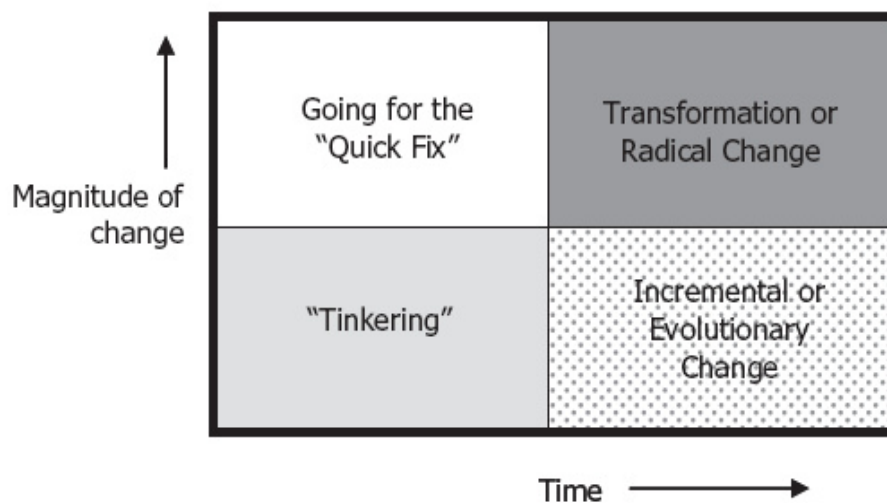 Going for the
“Quick Fix”
Transformation or
Radical Change
Magnitude of
change
“Tinkering”
Incremental or
Evolutionary
Change
Time